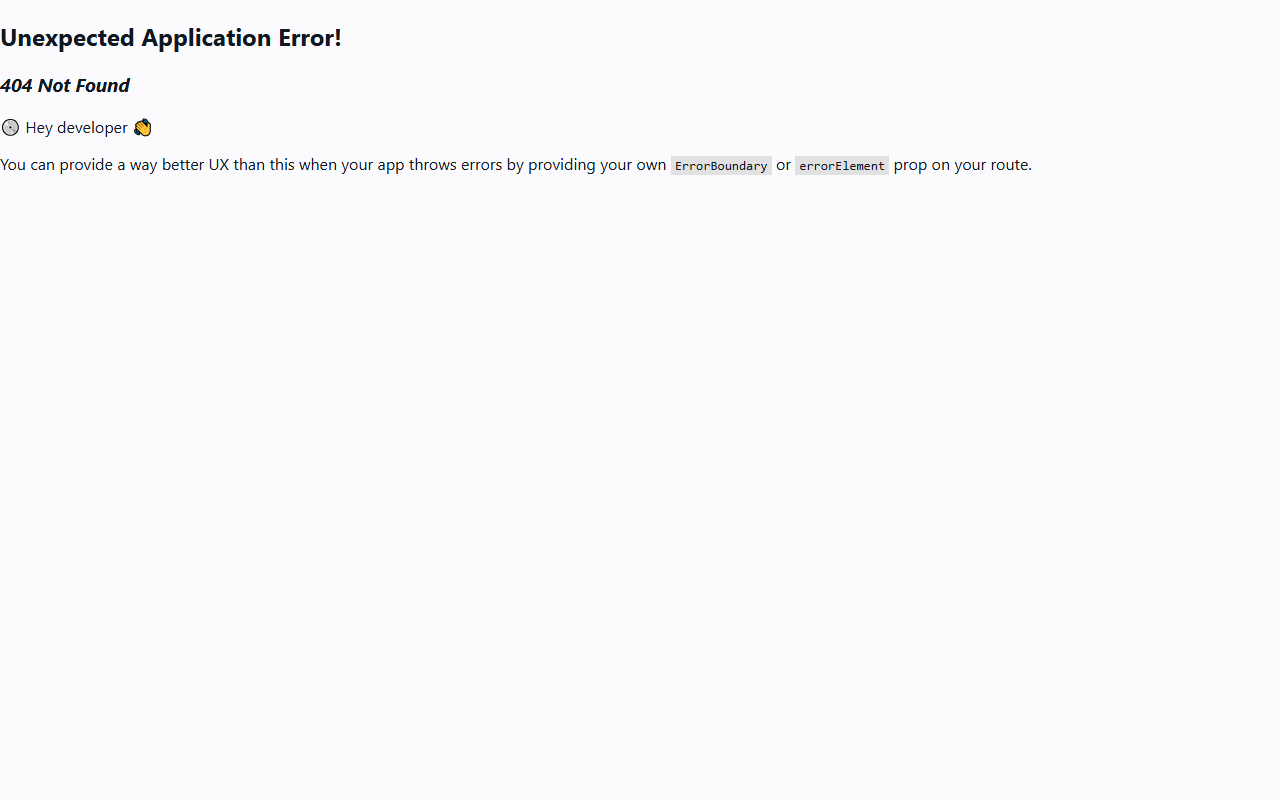 Unexpected Application Error!
404 Not Found
💿 Hey developer 👋
You can provide a way better UX than this when your app throws errors by providing your own ErrorBoundary or errorElement prop on your route.